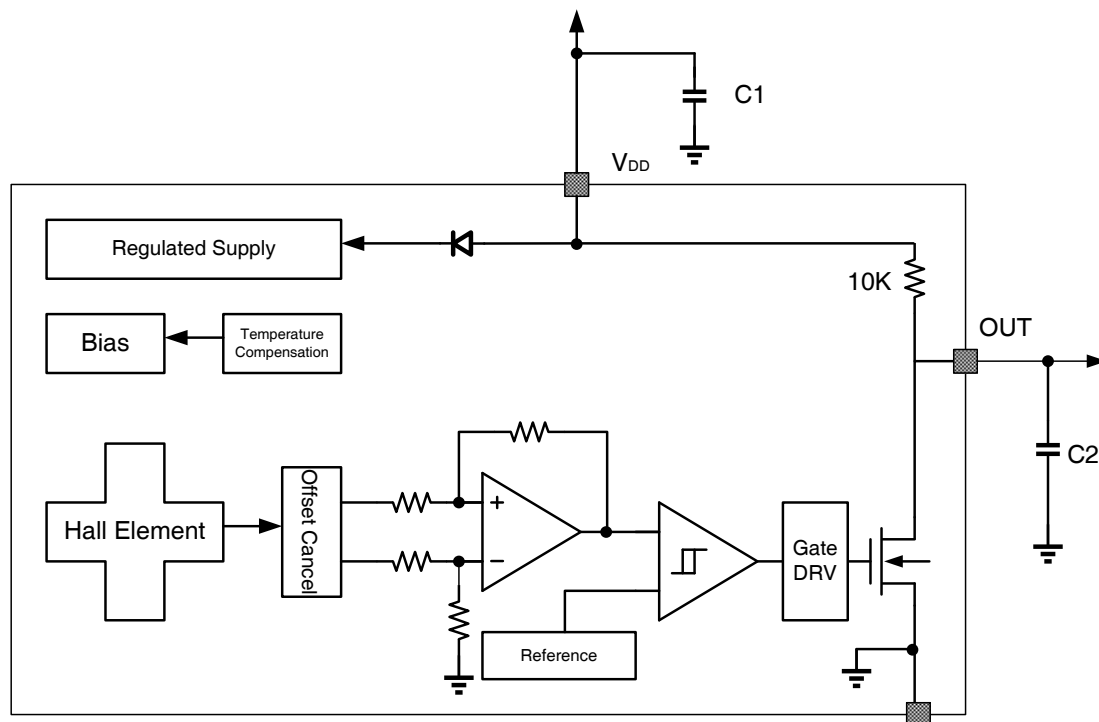 C1
VDD
Regulated Supply
10K
OUT
Bias
Temperature
Compensation
C2
Hall Element
Offset Cancel
+
−
Gate
DRV
Reference